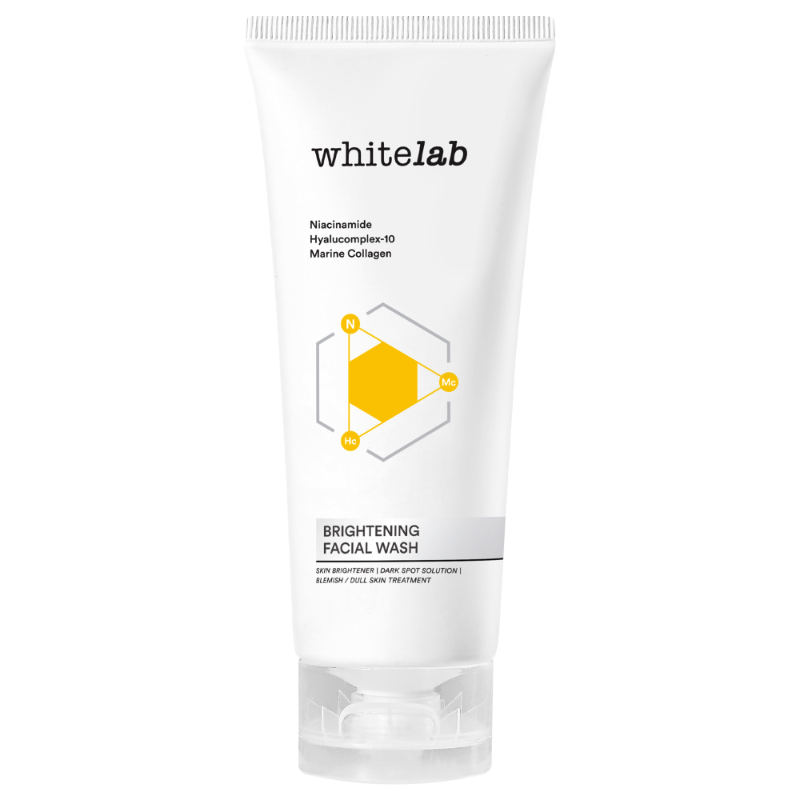 whitelab
Niacinamide
Hyalucomplex-10
Marine Collagen
N
Mc
Hc
BRIGHTENING
FACIAL WASH
SKIN BRIGHTENER | DARK SPOT SOLUTION |
BLEMISH / DULL SKIN TREATMENT